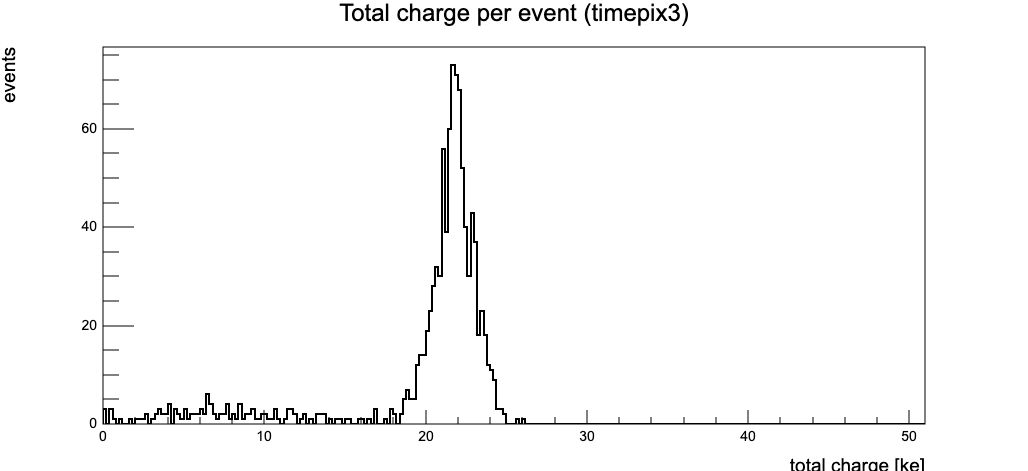 Total charge per event (timepix3)
events
60
40
20
0
0 10 20 30 40 50
total charge [ke]